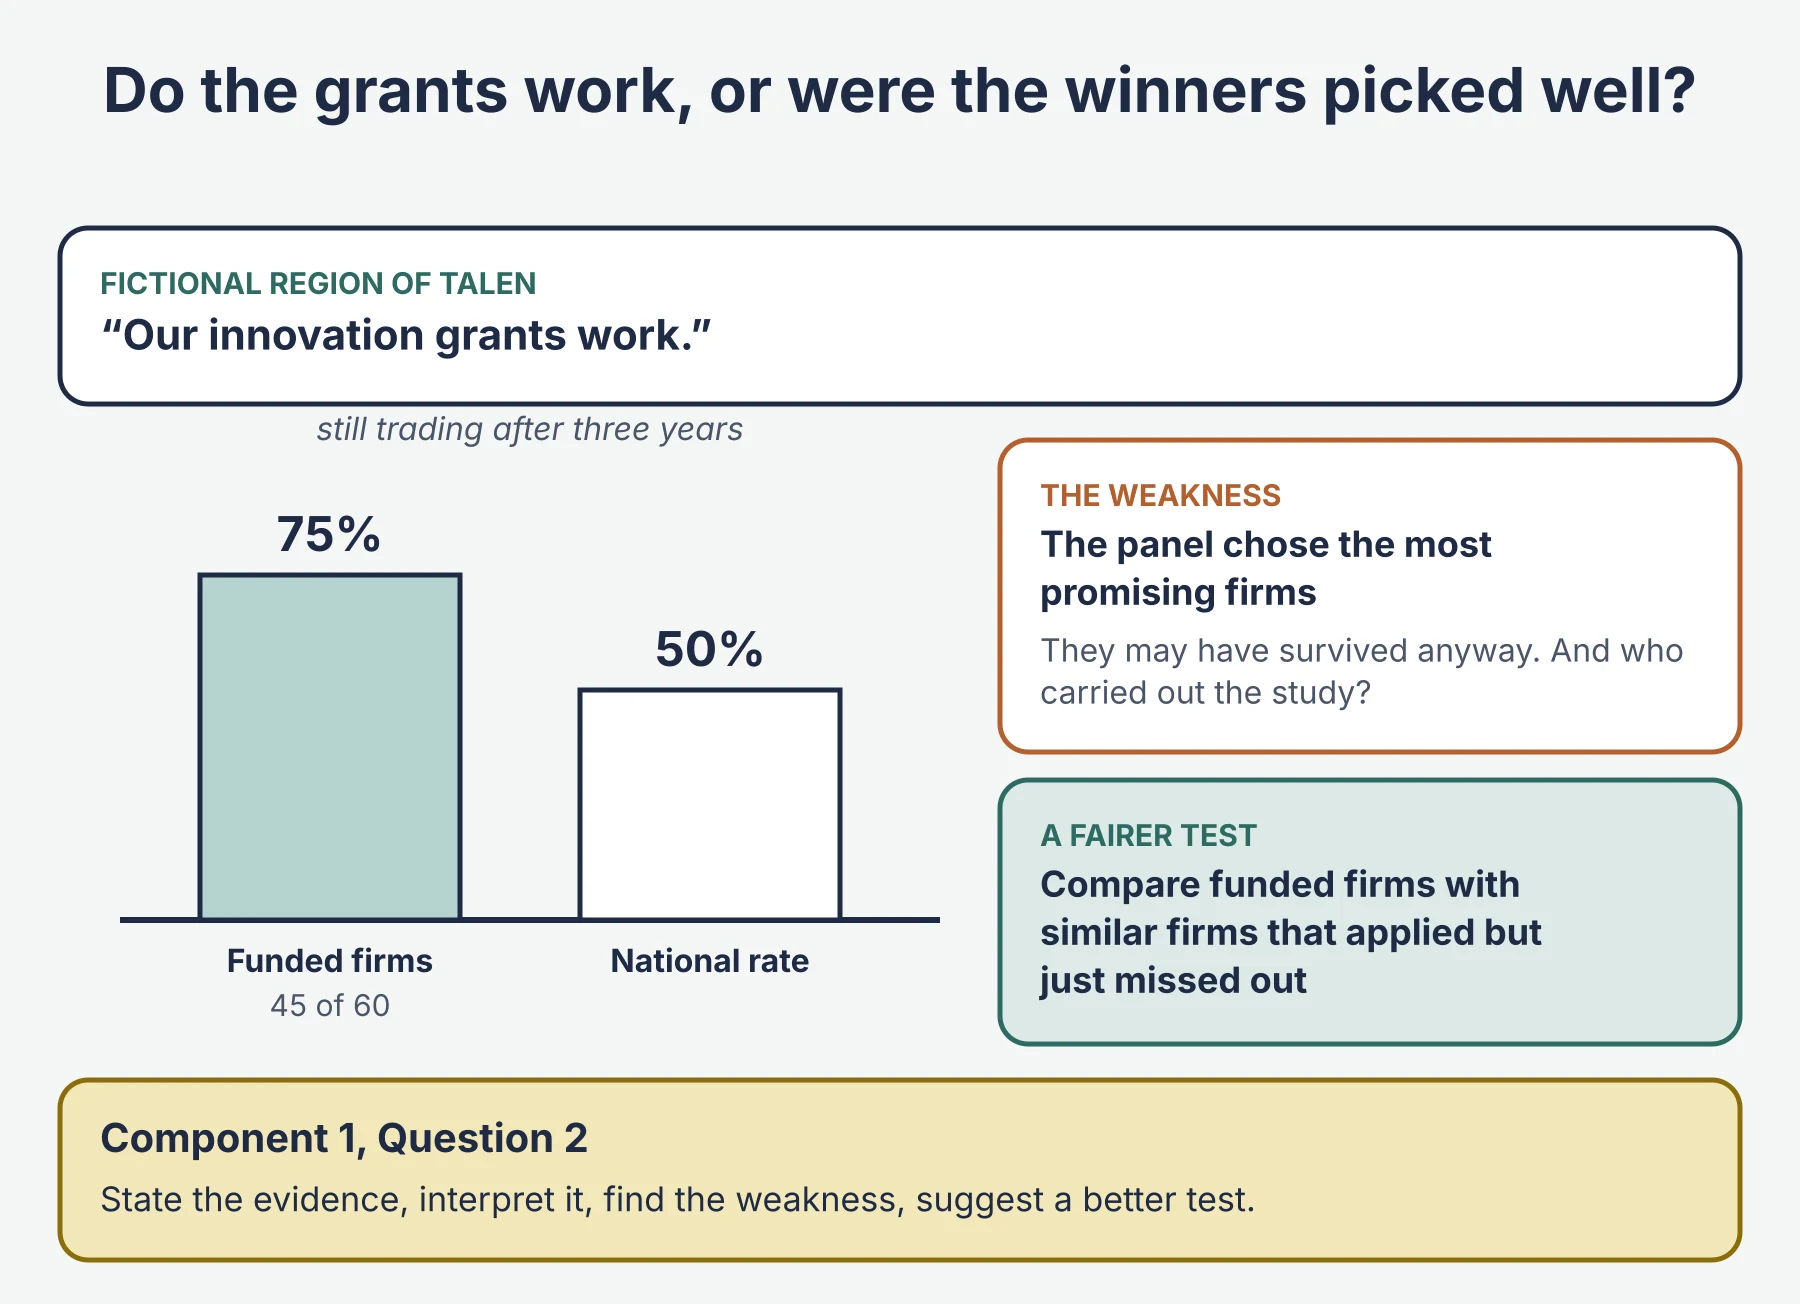 Do the grants work, or were the winners picked well?
FICTIONAL REGION OF TALEN
“Our innovation grants work.”
still trading after three years
75%
50%
Funded firms
45 of 60
National rate
THE WEAKNESS
The panel chose the most
promising firms
They may have survived anyway. And who
carried out the study?
A FAIRER TEST
Compare funded firms with
similar firms that applied but
just missed out
Component 1, Question 2
State the evidence, interpret it, find the weakness, suggest a better test.